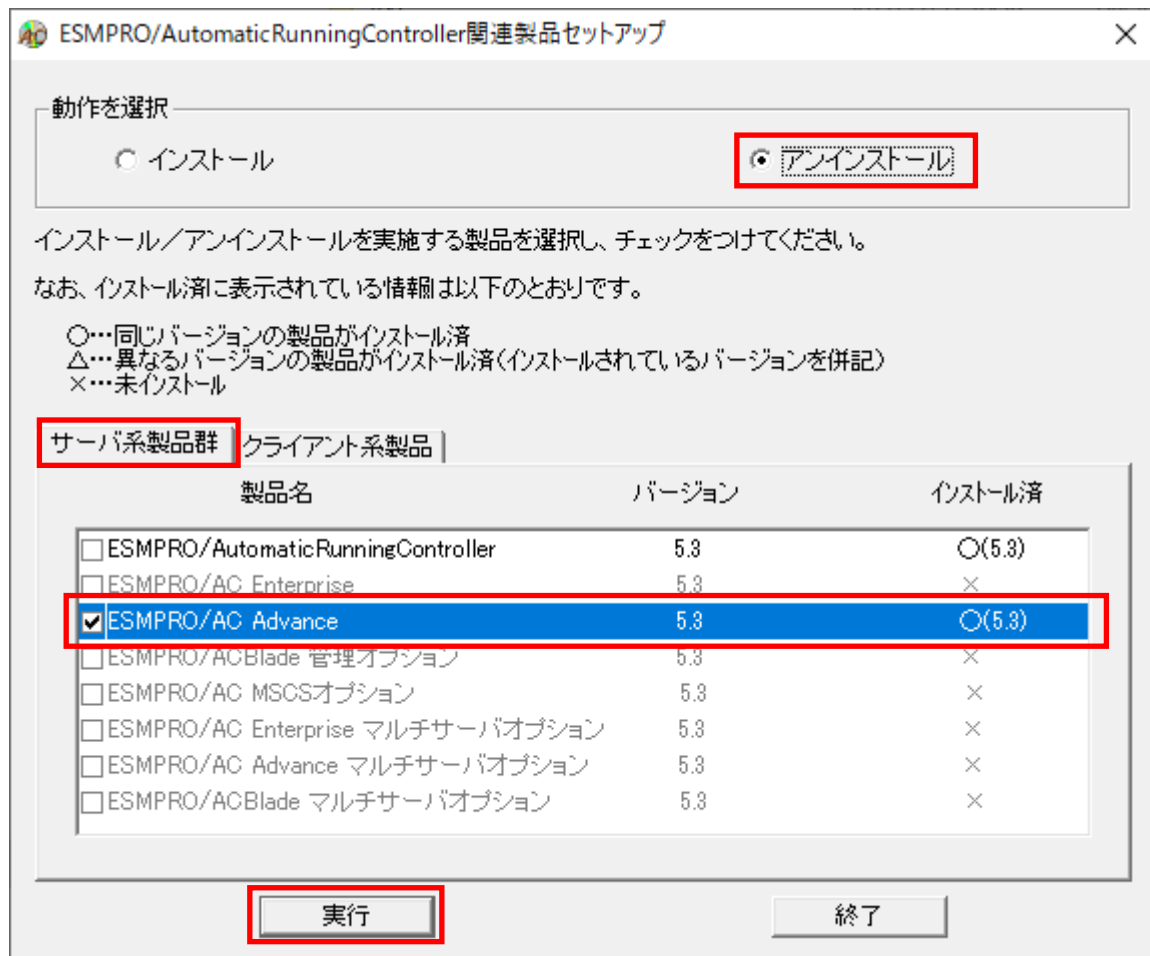 ESMPRO/AutomaticRunningController関連製品セットアップ
動作を選択
インストール アンインストール
インストール／アンインストールを実施する製品を選択し、チェックをつけてください。
なお、インストール済に表示されている情報は以下のとおりです。
○…同じバージョンの製品がインストール済
△…異なるバージョンの製品がインストール済(インストールされているバージョンを併記)
×…未インストール
サーバ系製品群 クライアント系製品
製品名 バージョン インストール済
ESMPRO/AutomaticRunningController 5.3 ○(5.3)
ESMPRO/AC Enterprise 5.3 ×
ESMPRO/AC Advance 5.3 ○(5.3)
ESMPRO/ACBlade 管理オプション 5.3 ×
ESMPRO/AC MSCSオプション 5.3 ×
ESMPRO/AC Enterprise マルチサーバオプション 5.3 ×
ESMPRO/AC Advance マルチサーバオプション 5.3 ×
ESMPRO/ACBlade マルチサーバオプション 5.3 ×
実行 終了